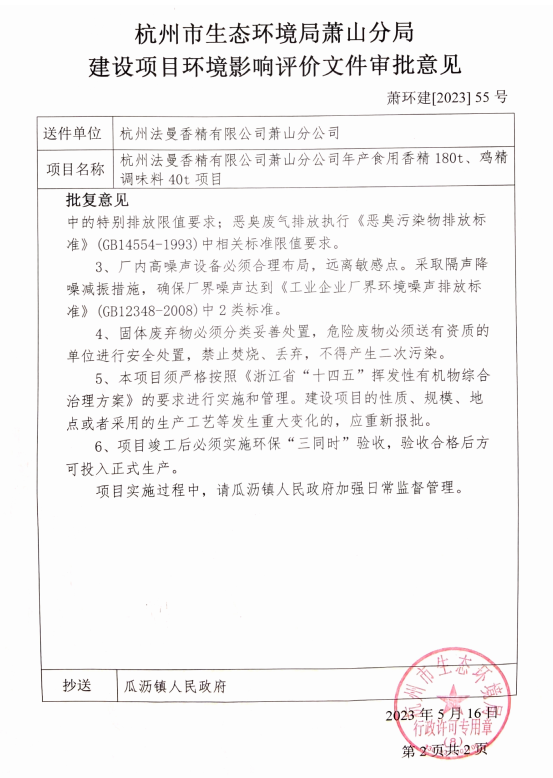 杭州市生态环境局萧山分局
建设项目环境影响评价文件审批意见
萧环建[2023] 55 号
送件单位 杭州法曼香精有限公司萧山分公司
项目名称 杭州法曼香精有限公司萧山分公司年产食用香精 180t、鸡精
调味料 40t 项目
批复意见
中的特别排放限值要求；恶臭废气排放执行《恶臭污染物排放标
准》(GB14554-1993)中相关标准限值要求。
3、厂内高噪声设备必须合理布局，远离敏感点。采取隔声降
噪减振措施，确保厂界噪声达到《工业企业厂界环境噪声排放标
准》(GB12348-2008)中 2 类标准。
4、固体废弃物必须分类妥善处置，危险废物必须送有资质的
单位进行安全处置，禁止焚烧、丢弃，不得产生二次污染。
5、本项目须严格按照《浙江省“十四五”挥发性有机物综合
治理方案》的要求进行实施和管理。建设项目的性质、规模、地
点或者采用的生产工艺等发生重大变化的，应重新报批。
6、项目竣工后必须实施环保“三同时”验收，验收合格后方
可投入正式生产。
项目实施过程中，请瓜沥镇人民政府加强日常监督管理。
抄送 瓜沥镇人民政府
杭州市生态环境局
2023 年 5 月 16 日
行政许可专用章
(8)
第 2 页共 2 页